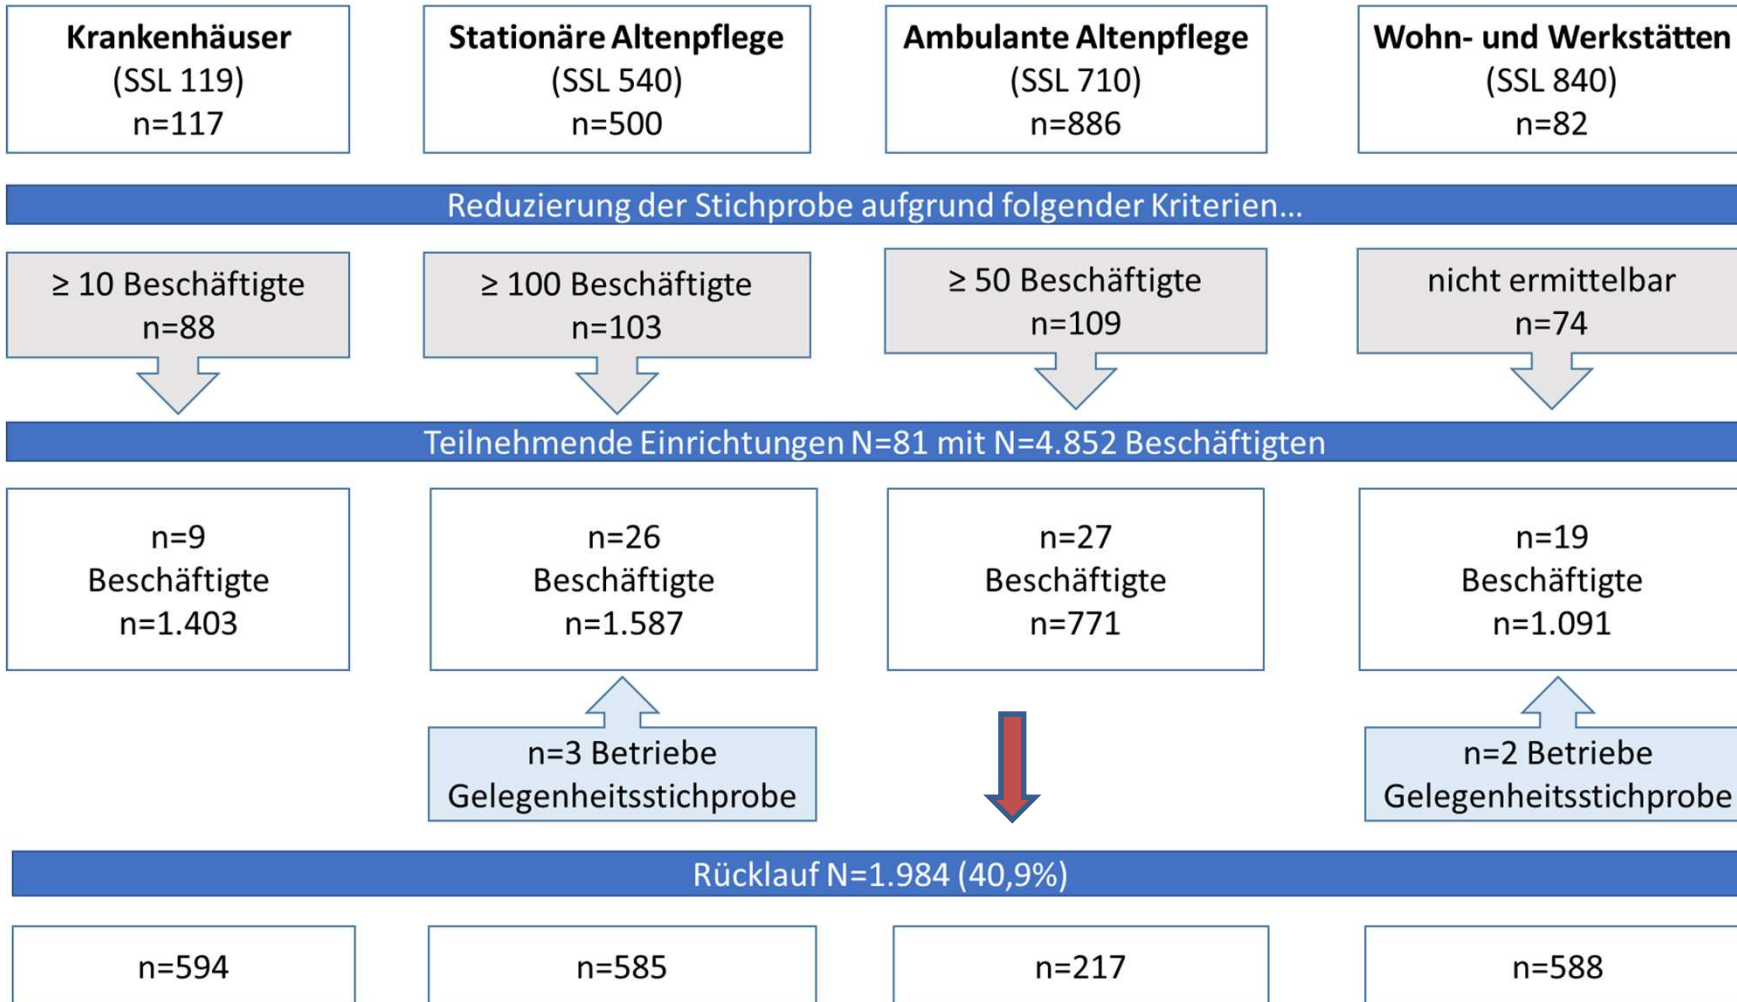 Krankenhäuser
(SSL 119)
n=117
Stationäre Altenpflege
(SSL 540)
n=500
Ambulante Altenpflege
(SSL 710)
n=886
Wohn- und Werkstätten
(SSL 840)
n=82
Reduzierung der Stichprobe aufgrund folgender Kriterien...
≥ 10 Beschäftigte
n=88
≥ 100 Beschäftigte
n=103
≥ 50 Beschäftigte
n=109
nicht ermittelbar
n=74
Teilnehmende Einrichtungen N=81 mit N=4.852 Beschäftigten
n=9
Beschäftigte
n=1.403
n=26
Beschäftigte
n=1.587
n=27
Beschäftigte
n=771
n=19
Beschäftigte
n=1.091
n=3 Betriebe
Gelegenheitsstichprobe
n=2 Betriebe
Gelegenheitsstichprobe
Rücklauf N=1.984 (40,9%)
n=594
n=585
n=217
n=588